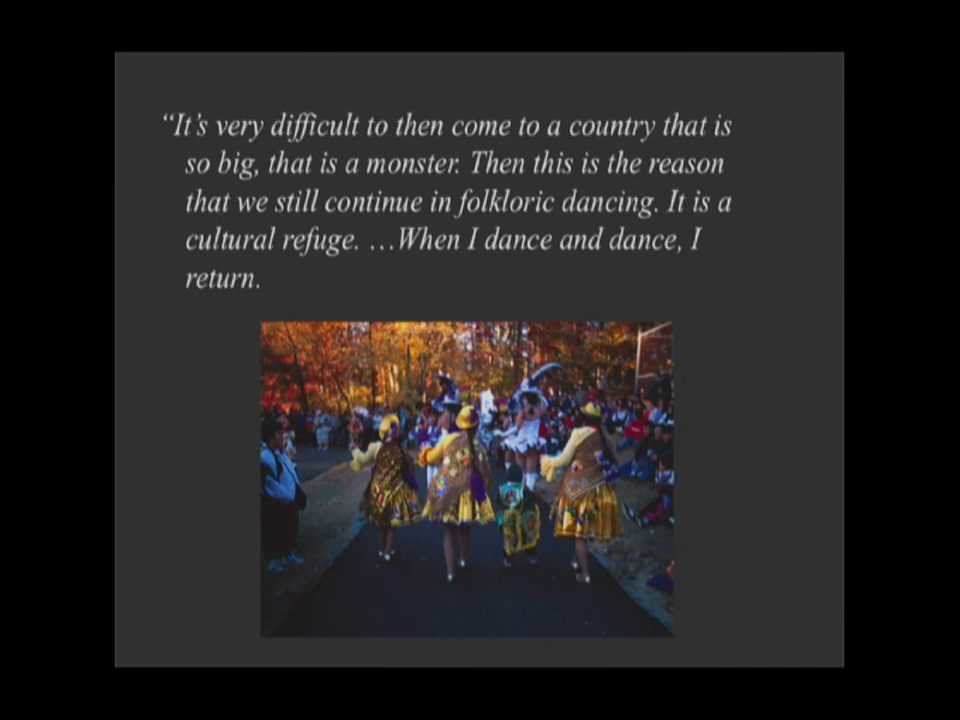 “It’s very difficult to then come to a country that is
so big, that is a monster. Then this is the reason
that we still continue in folkloric dancing. It is a
cultural refuge. …When I dance and dance, I
return.